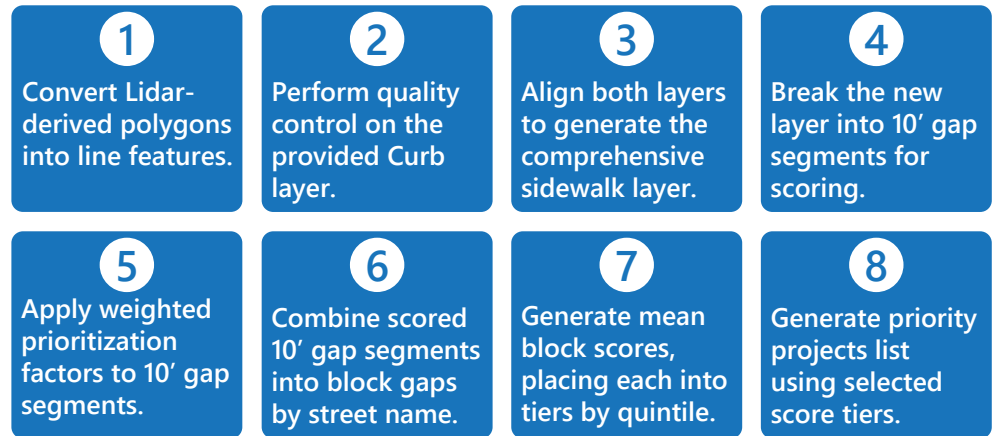 1
Convert Lidar-
derived polygons
into line features.
2
Perform quality
control on the
provided Curb
layer.
3
Align both layers
to generate the
comprehensive
sidewalk layer.
4
Break the new
layer into 10’ gap
segments for
scoring.
5
Apply weighted
prioritization
factors to 10’ gap
segments.
6
Combine scored
10’ gap segments
into block gaps
by street name.
7
Generate mean
block scores,
placing each into
tiers by quintile.
8
Generate priority
projects list
using selected
score tiers.